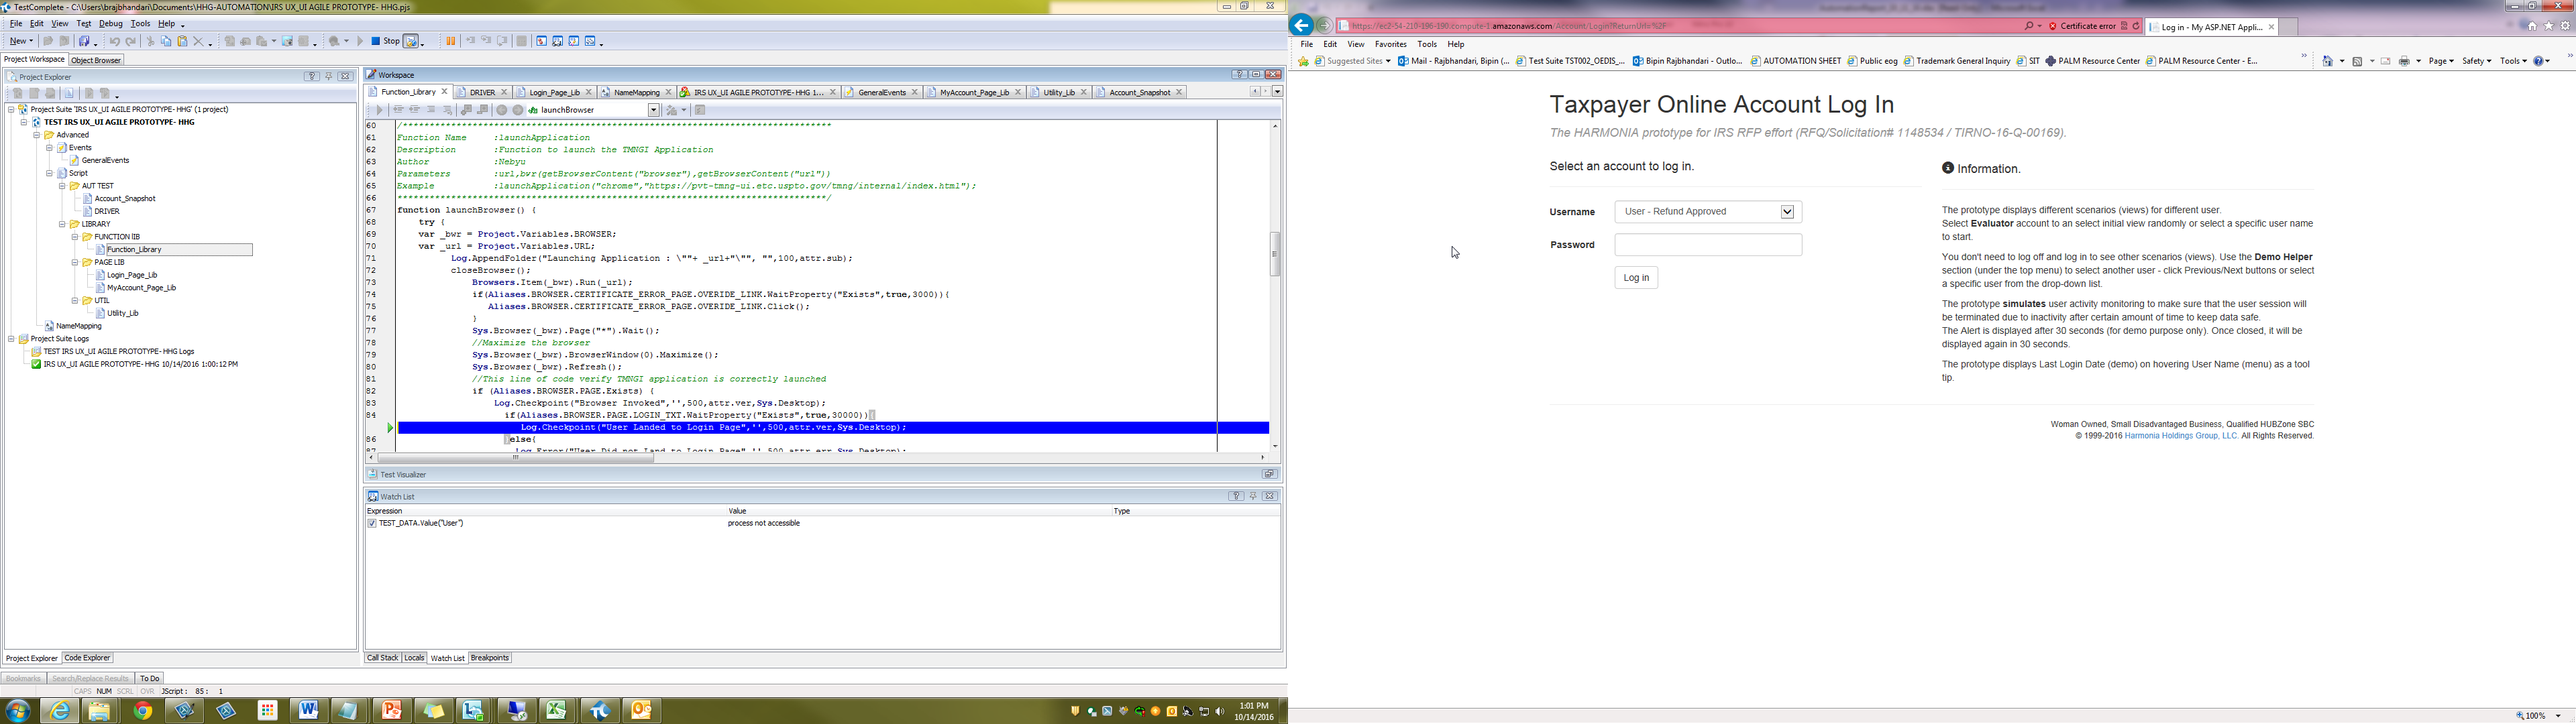 TestComplete - C:\Users\brajbhandari\Documents\HHG-AUTOMATION\IRS UX_UI AGILE PROTOTYPE- HHG.pjs
File Edit View Test Debug Tools Help
New Stop
Project Workspace Object Browser
Project Explorer
Project Suite 'IRS UX_UI AGILE PROTOTYPE- HHG' (1 project)
TEST IRS UX_UI AGILE PROTOTYPE- HHG
Advanced
Events
GeneralEvents
Script
AUT TEST
Account_Snapshot
DRIVER
LIBRARY
FUNCTION lIB
Function_Library
PAGE LIB
Login_Page_Lib
MyAccount_Page_Lib
UTIL
Utility_Lib
NameMapping
Project Suite Logs
TEST IRS UX_UI AGILE PROTOTYPE- HHG Logs
IRS UX_UI AGILE PROTOTYPE- HHG 10/14/2016 1:00:12 PM
Project Explorer Code Explorer
Workspace
Function_Library DRIVER Login_Page_Lib NameMapping IRS UX_UI AGILE PROTOTYPE- HHG 1... GeneralEvents MyAccount_Page_Lib Utility_Lib Account_Snapshot
launchBrowser
60
61 Function Name :launchApplication
62 Description :Function to launch the TMNGI Application
63 Author :Nebyu
64 Parameters :url,bwr(getBrowserContent("browser"),getBrowserContent("url"))
65 Example :launchApplication("chrome","https://pvt-tmng-ui.etc.uspto.gov/tmng/internal/index.html");
66
67 function launchBrowser() {
68 try {
69 var _bwr = Project.Variables.BROWSER;
70 var _url = Project.Variables.URL;
71 Log.AppendFolder("Launching Application : \""+ _url+"\"", "",100,attr.sub);
72 closeBrowser();
73 Browsers.Item(_bwr).Run(_url);
74 if(Aliases.BROWSER.CERTIFICATE_ERROR_PAGE.OVERIDE_LINK.WaitProperty("Exists",true,3000)){
75 Aliases.BROWSER.CERTIFICATE_ERROR_PAGE.OVERIDE_LINK.Click();
76 }
77 Sys.Browser(_bwr).Page("*").Wait();
78 //Maximize the browser
79 Sys.Browser(_bwr).BrowserWindow(0).Maximize();
80 Sys.Browser(_bwr).Refresh();
81 //This line of code verify TMNGI application is correctly launched
82 if (Aliases.BROWSER.PAGE.Exists) {
83 Log.Checkpoint("Browser Invoked",'',500,attr.ver,Sys.Desktop);
84 if(Aliases.BROWSER.PAGE.LOGIN_TXT.WaitProperty("Exists",true,30000)){
Log.Checkpoint("User Landed to Login Page",'',500,attr.ver,Sys.Desktop);
86 }else{
87 Log.Error("User Did not Land to Login Page",'',500,attr.err,Sys.Desktop);
Test Visualizer
Watch List
Expression Value Type
TEST_DATA.Value("User") process not accessible
Call Stack Locals Watch List Breakpoints
Bookmarks Search/Replace Results To Do
CAPS NUM SCRL OVR JScript : 85 : 1
1:01 PM
10/14/2016
https://ec2-54-210-196-190.compute-1.amazonaws.com/Account/Login?ReturnUrl=%2F Certificate error Log in - My ASP.NET Appli...
File Edit View Favorites Tools Help
Suggested Sites Mail - Rajbhandari, Bipin (... Test Suite TST002_OEDIS_... Bipin Rajbhandari - Outlo... AUTOMATION SHEET Public eog Trademark General Inquiry SIT PALM Resource Center PALM Resource Center - E... Page Safety Tools
Taxpayer Online Account Log In
The HARMONIA prototype for IRS RFP effort (RFQ/Solicitation# 1148534 / TIRNO-16-Q-00169).
Select an account to log in.
Username User - Refund Approved
Password
Log in
Information.
The prototype displays different scenarios (views) for different user.
Select Evaluator account to an select initial view randomly or select a specific user name
to start.
You don't need to log off and log in to see other scenarios (views). Use the Demo Helper
section (under the top menu) to select another user - click Previous/Next buttons or select
a specific user from the drop-down list.
The prototype simulates user activity monitoring to make sure that the user session will
be terminated due to inactivity after certain amount of time to keep data safe.
The Alert is displayed after 30 seconds (for demo purpose only). Once closed, it will be
displayed again in 30 seconds.
The prototype displays Last Login Date (demo) on hovering User Name (menu) as a tool
tip.
Woman Owned, Small Disadvantaged Business, Qualified HUBZone SBC
© 1999-2016 Harmonia Holdings Group, LLC. All Rights Reserved.
100%